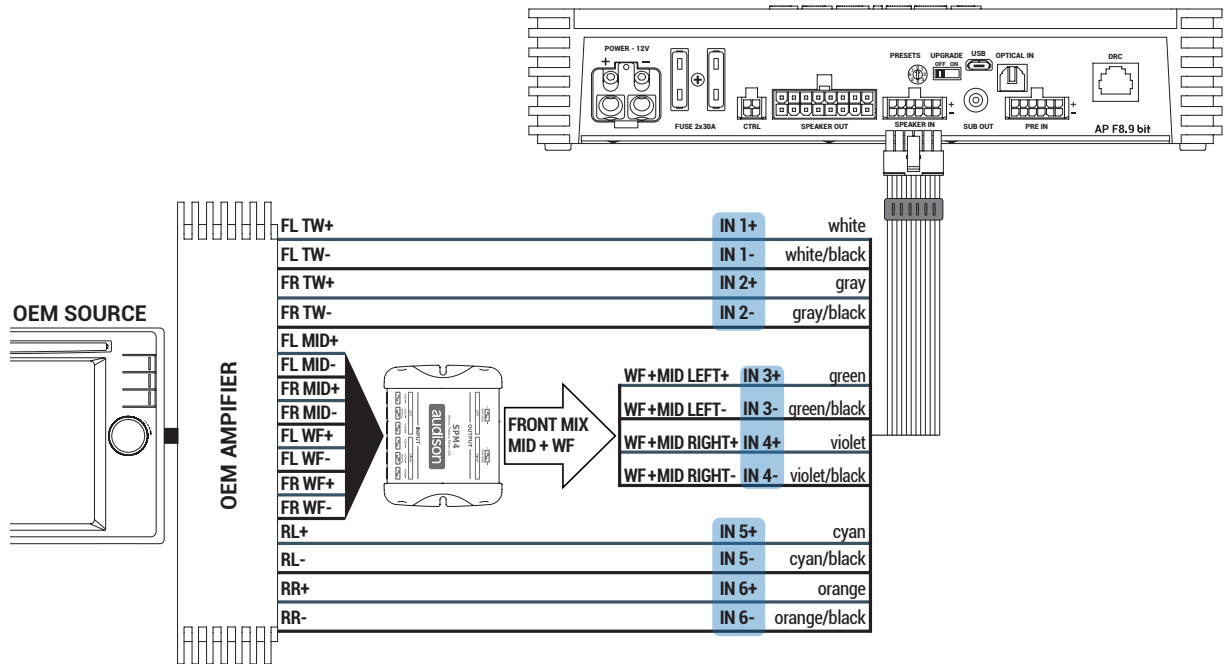 POWER - 12V
+ -
FUSE 2x30A
CTRL
SPEAKER OUT
PRESETS
UPGRADE
OFF ON
USB
OPTICAL IN
DRC
SPEAKER IN
+
-
SUB OUT
PRE IN
+
-
AP F8.9 bit
OEM SOURCE
OEM AMPIFIER
FL TW+ IN 1+ white
FL TW- IN 1- white/black
FR TW+ IN 2+ gray
FR TW- IN 2- gray/black
FL MID+
FL MID-
FR MID+
FR MID-
FL WF+
FL WF-
FR WF+
FR WF-
audison
SPM4
INPUT
OUTPUT
FRONT MIX
MID + WF
WF+MID LEFT+ IN 3+ green
WF+MID LEFT- IN 3- green/black
WF+MID RIGHT+ IN 4+ violet
WF+MID RIGHT- IN 4- violet/black
RL+ IN 5+ cyan
RL- IN 5- cyan/black
RR+ IN 6+ orange
RR- IN 6- orange/black